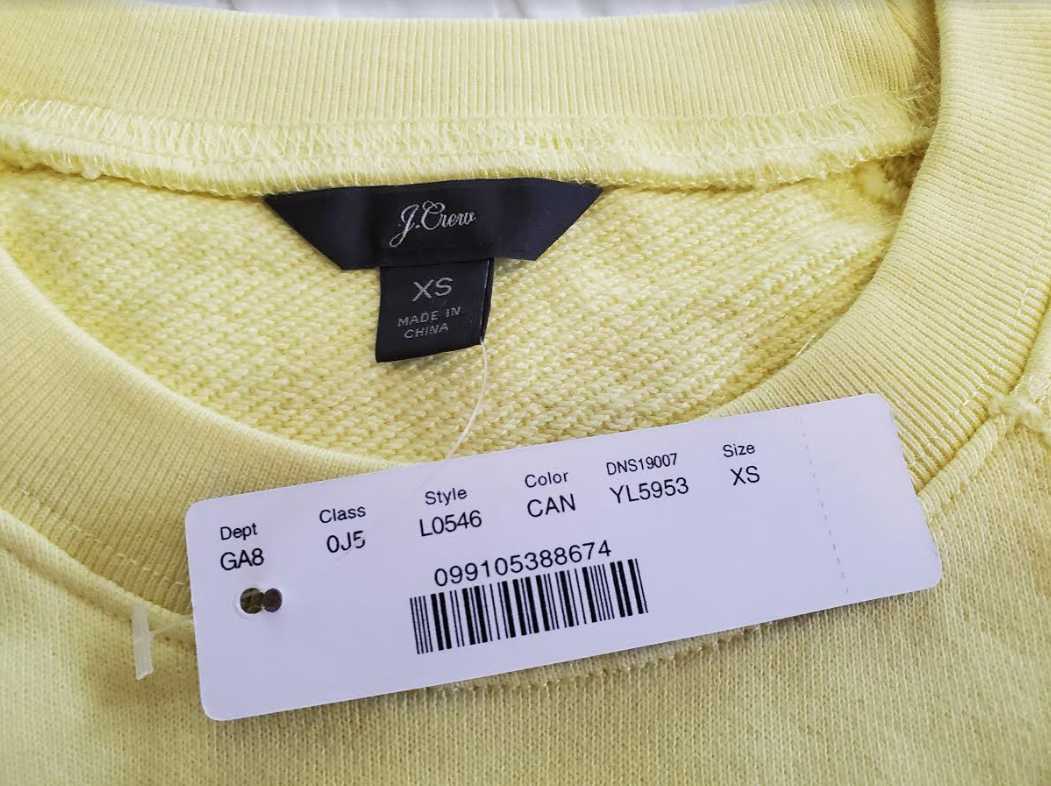 J.Crew
XS
MADE IN
CHINA
Dept Class Style Color DNS19007 Size
GA8 0J5 L0546 CAN YL5953 XS
099105388674